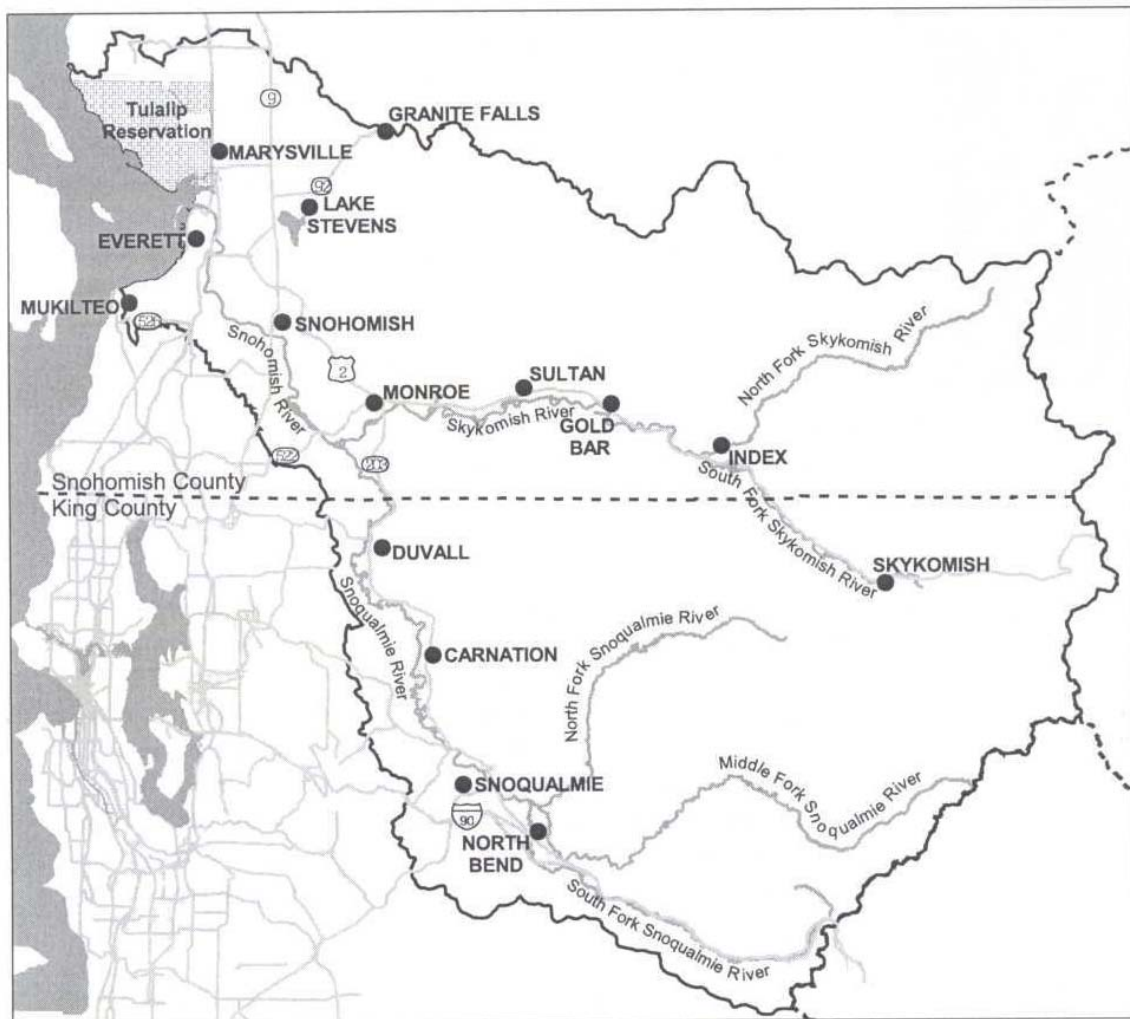 9
Tulalip
Reservation
GRANITE FALLS
MARYSVILLE
92
LAKE
STEVENS
EVERETT
MUKILTEO
SNOHOMISH
Snohomish River
2
MONROE
SULTAN
Skykomish River
GOLD
BAR
North Fork Skykomish River
INDEX
522
203
South Fork Skykomish River
Snohomish County
King County
DUVALL
SKYKOMISH
Snoqualmie River
CARNATION
North Fork Snoqualmie River
SNOQUALMIE
90
Middle Fork Snoqualmie River
NORTH
BEND
South Fork Snoqualmie River